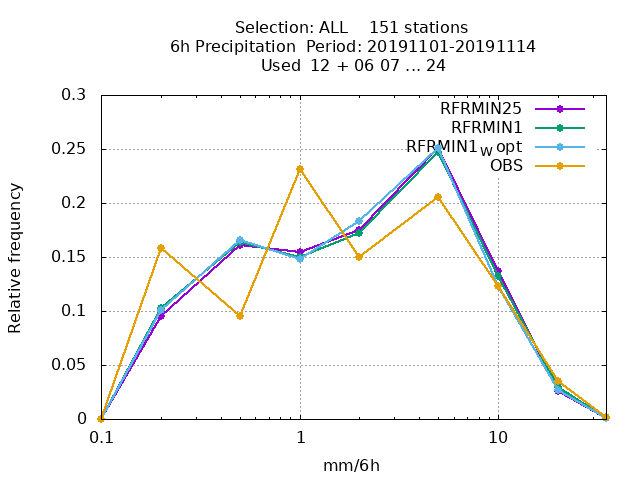 Selection: ALL    151 stations
6h Precipitation  Period: 20191101-20191114
Used  12 + 06 07 ... 24
0.3
0.25
0.2
0.15
0.1
0.05
0
Relative frequency
RFRMIN25
RFRMIN1
RFRMIN1_W opt
OBS
0.1
1
10
mm/6h